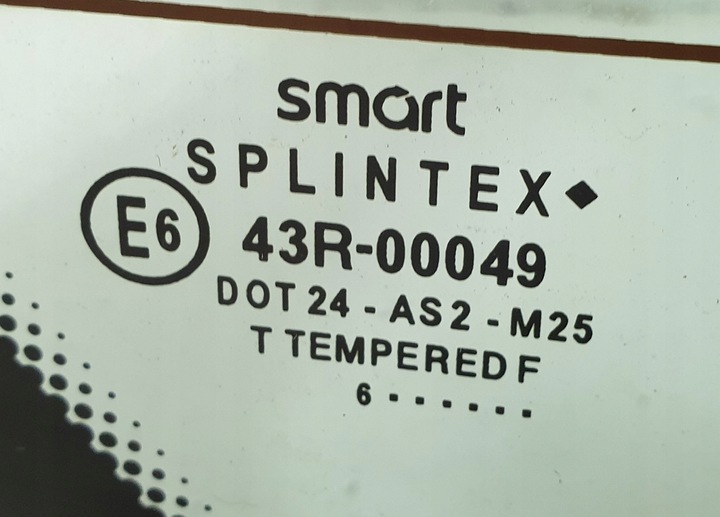 smart
SPLINTEX◆
E6 43R-00049
DOT 24 - AS2 - M25
T TEMPERED F
6 · · · · · ·